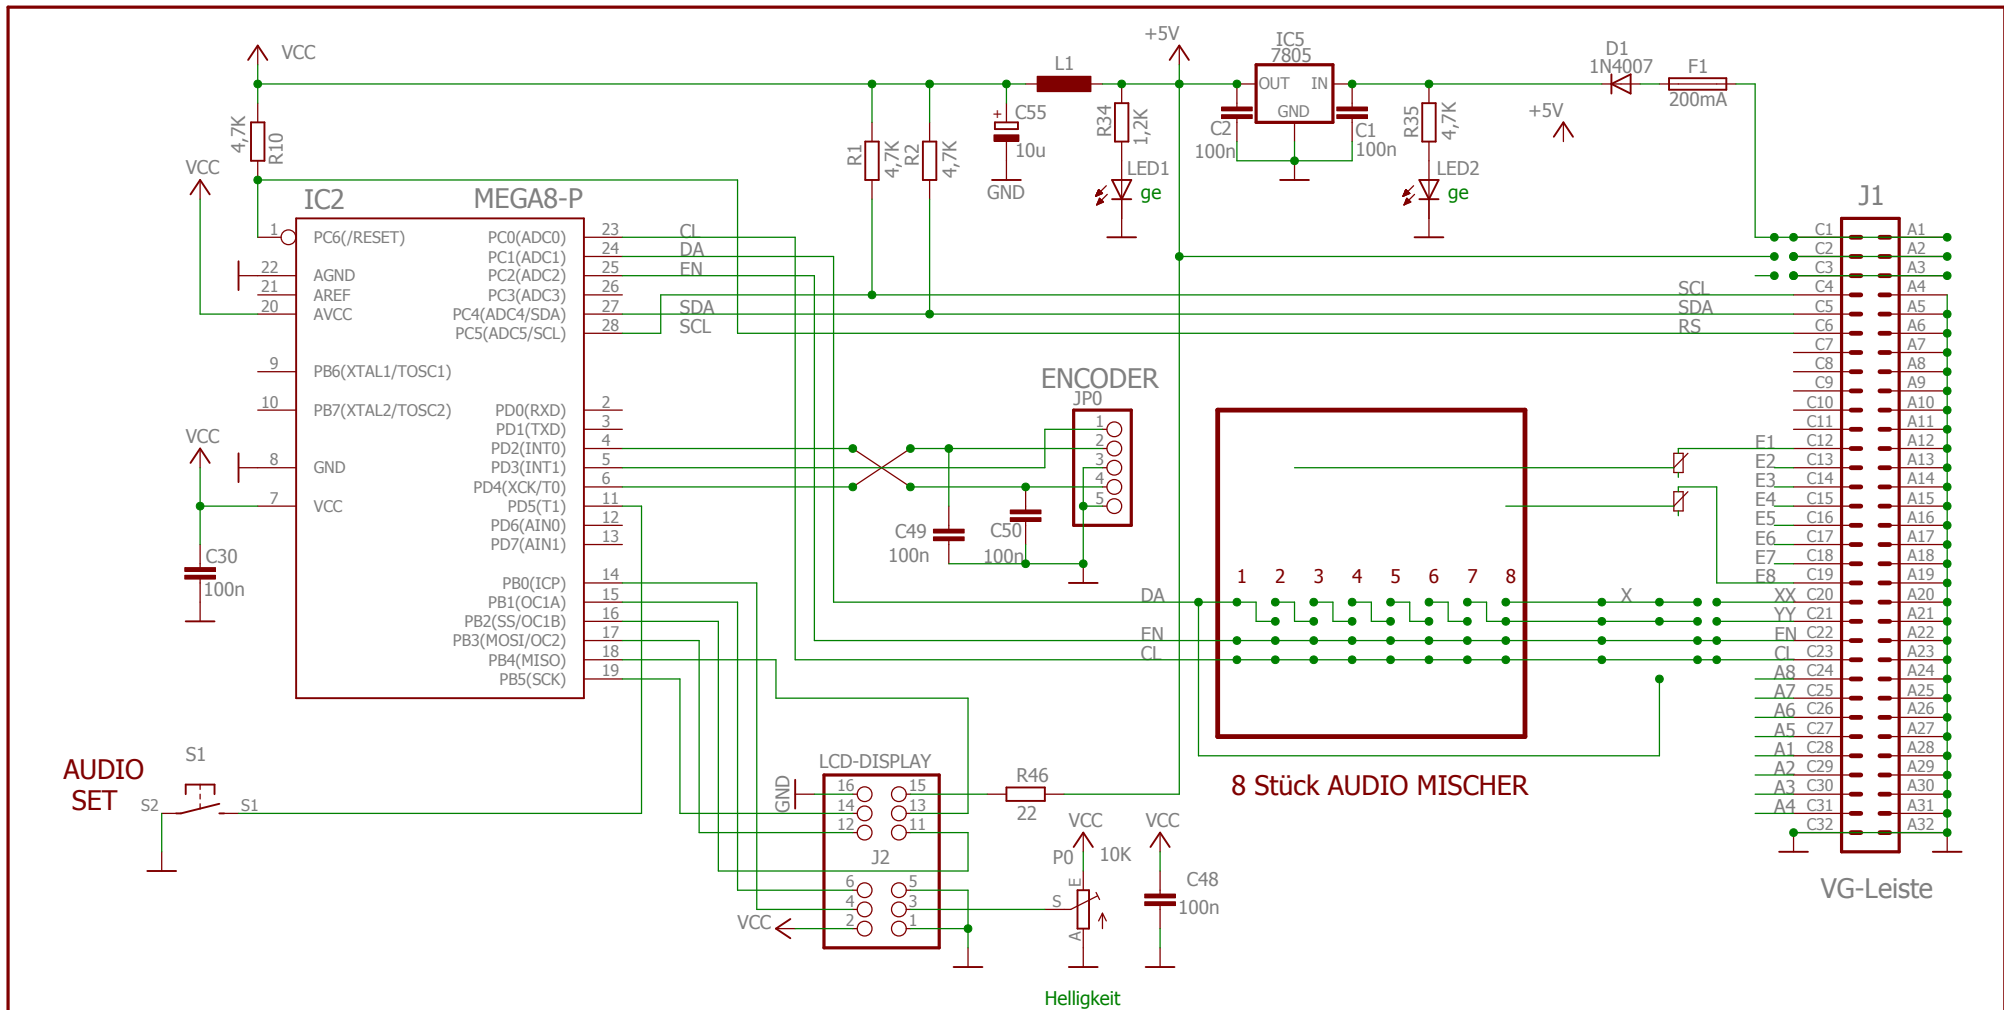 VCC
4,7K
R10
VCC
IC2
MEGA8-P
1
PC6(/RESET)
22
AGND
21
AREF
20
AVCC
9
PB6(XTAL1/TOSC1)
10
PB7(XTAL2/TOSC2)
8
GND
7
VCC
PC0(ADC0)
23
CL
PC1(ADC1)
24
DA
PC2(ADC2)
25
EN
PC3(ADC3)
26
PC4(ADC4/SDA)
27
SDA
PC5(ADC5/SCL)
28
SCL
PD0(RXD)
2
PD1(TXD)
3
PD2(INT0)
4
PD3(INT1)
5
PD4(XCK/T0)
6
PD5(T1)
11
PD6(AIN0)
12
PD7(AIN1)
13
PB0(ICP)
14
PB1(OC1A)
15
PB2(SS/OC1B)
16
PB3(MOSI/OC2)
17
PB4(MISO)
18
PB5(SCK)
19
VCC
C30
100n
AUDIO
SET
S1
S2
S1
R1
4,7K
R2
4,7K
C55
+
10u
GND
L1
+5V
R34
1,2K
LED1
ge
IC5
7805
OUT
IN
GND
C2
100n
C1
100n
R35
4,7K
LED2
ge
D1
1N4007
F1
200mA
+5V
ENCODER
JP0
1
2
3
4
5
C49
100n
C50
100n
DA
EN
CL
1 2 3 4 5 6 7 8
X
8 Stück AUDIO MISCHER
LCD-DISPLAY
GND
16
15
14
13
12
11
J2
6
5
4
3
2
1
VCC
R46
22
VCC
P0
10K
E
S
A
VCC
C48
100n
Helligkeit
J1
C1 A1
C2 A2
C3 A3
SCL C4 A4
SDA C5 A5
RS C6 A6
C7 A7
C8 A8
C9 A9
C10 A10
C11 A11
E1 C12 A12
E2 C13 A13
E3 C14 A14
E4 C15 A15
E5 C16 A16
E6 C17 A17
E7 C18 A18
E8 C19 A19
XX C20 A20
YY C21 A21
EN C22 A22
CL C23 A23
A8 C24 A24
A7 C25 A25
A6 C26 A26
A5 C27 A27
A1 C28 A28
A2 C29 A29
A3 C30 A30
A4 C31 A31
C32 A32
VG-Leiste